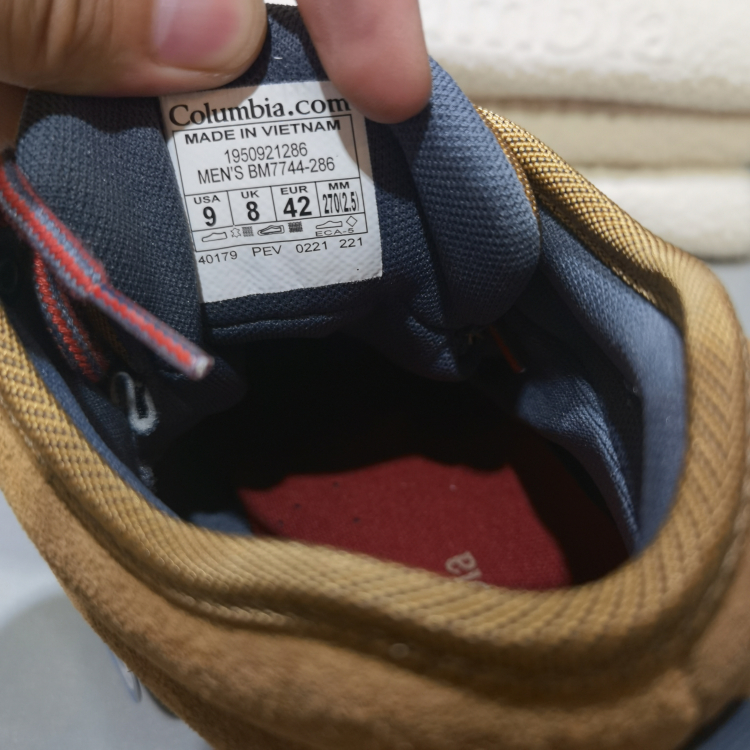 Columbia.com
MADE IN VIETNAM
1950921286
MEN'S BM7744-286
USA UK EUR MM
9 8 42 270(2.5)
ECA-5
40179 PEV 0221 221